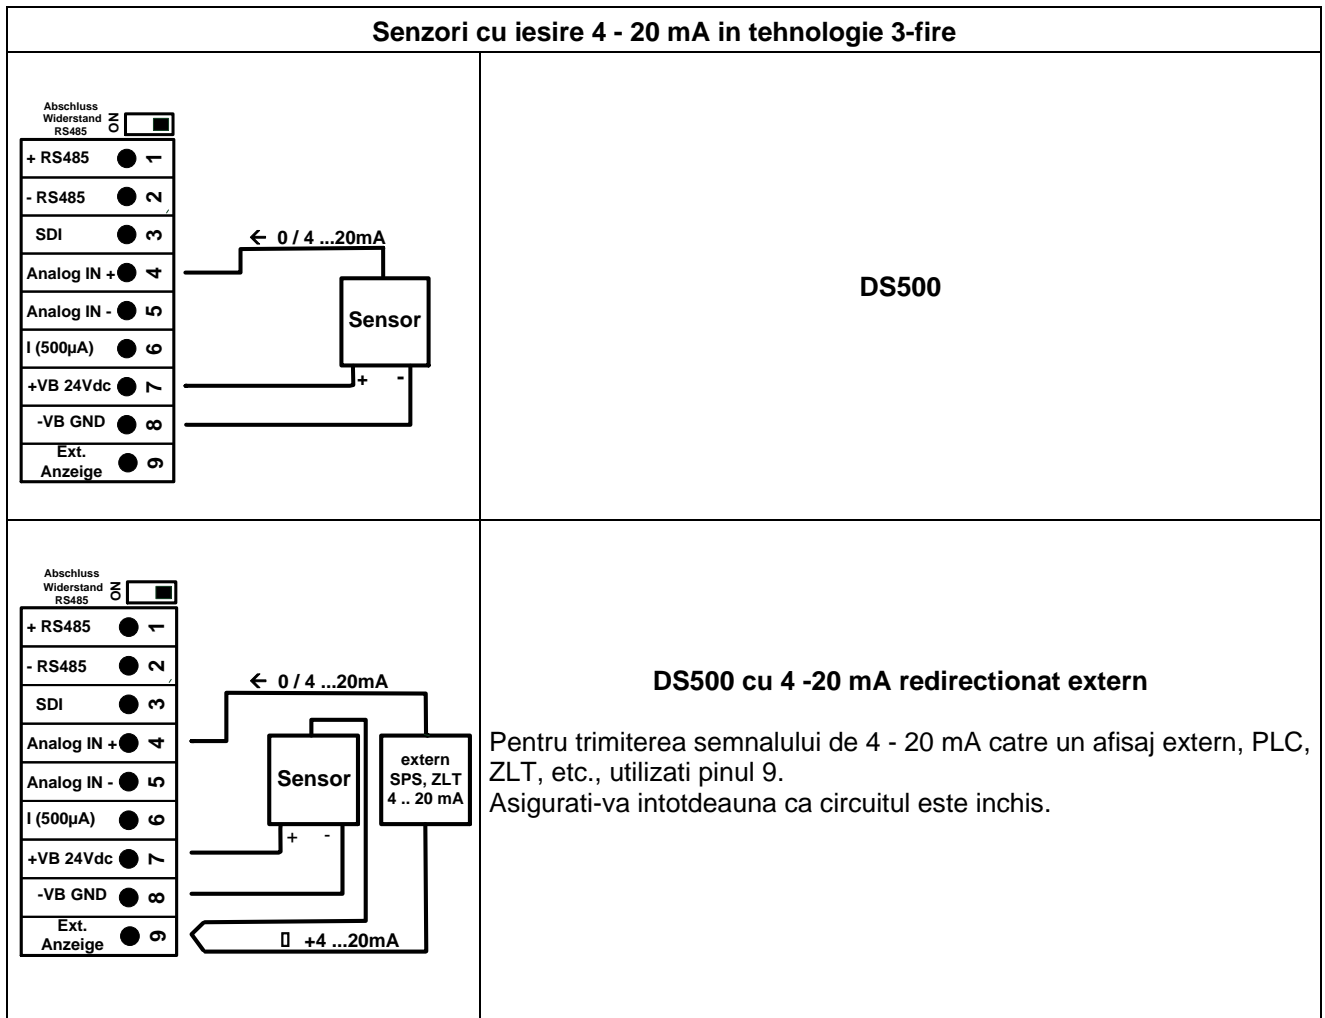 Senzori cu iesire 4 - 20 mA in tehnologie 3-fire
Abschluss
Widerstand
RS485
ON
+ RS485 1
- RS485 2
SDI 3
Analog IN + 4
Analog IN - 5
I (500µA) 6
+VB 24Vdc 7
-VB GND 8
Ext.
Anzeige 9
← 0 / 4 ...20mA
Sensor
+ -
DS500
Abschluss
Widerstand
RS485
ON
+ RS485 1
- RS485 2
SDI 3
Analog IN + 4
Analog IN - 5
I (500µA) 6
+VB 24Vdc 7
-VB GND 8
Ext.
Anzeige 9
← 0 / 4 ...20mA
Sensor
+ -
extern
SPS, ZLT
4 .. 20 mA
+4 ...20mA
DS500 cu 4 -20 mA redirectionat extern
Pentru trimiterea semnalului de 4 - 20 mA catre un afisaj extern, PLC,
ZLT, etc., utilizati pinul 9.
Asigurati-va intotdeauna ca circuitul este inchis.